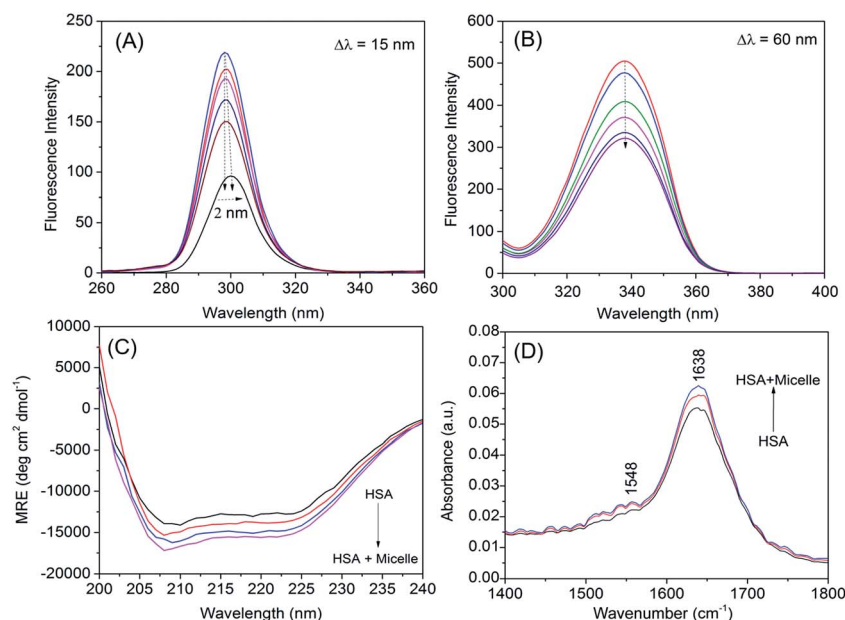 (A)
Δλ = 15 nm
250
200
150
100
50
0
2 nm
260 280 300 320 340 360
Wavelength (nm)
Fluorescence Intensity
(B)
Δλ = 60 nm
600
500
400
300
200
100
0
300 320 340 360 380 400
Wavelength (nm)
Fluorescence Intensity
(C)
10000
5000
0
-5000
-10000
-15000
-20000
HSA
HSA + Micelle
200 205 210 215 220 225 230 235 240
Wavelength (nm)
MRE (deg cm² dmol⁻¹)
(D)
0.08
0.07
0.06
0.05
0.04
0.03
0.02
0.01
0.00
1638
1548
HSA+Micelle
HSA
1400 1500 1600 1700 1800
Wavenumber (cm⁻¹)
Absorbance (a.u.)